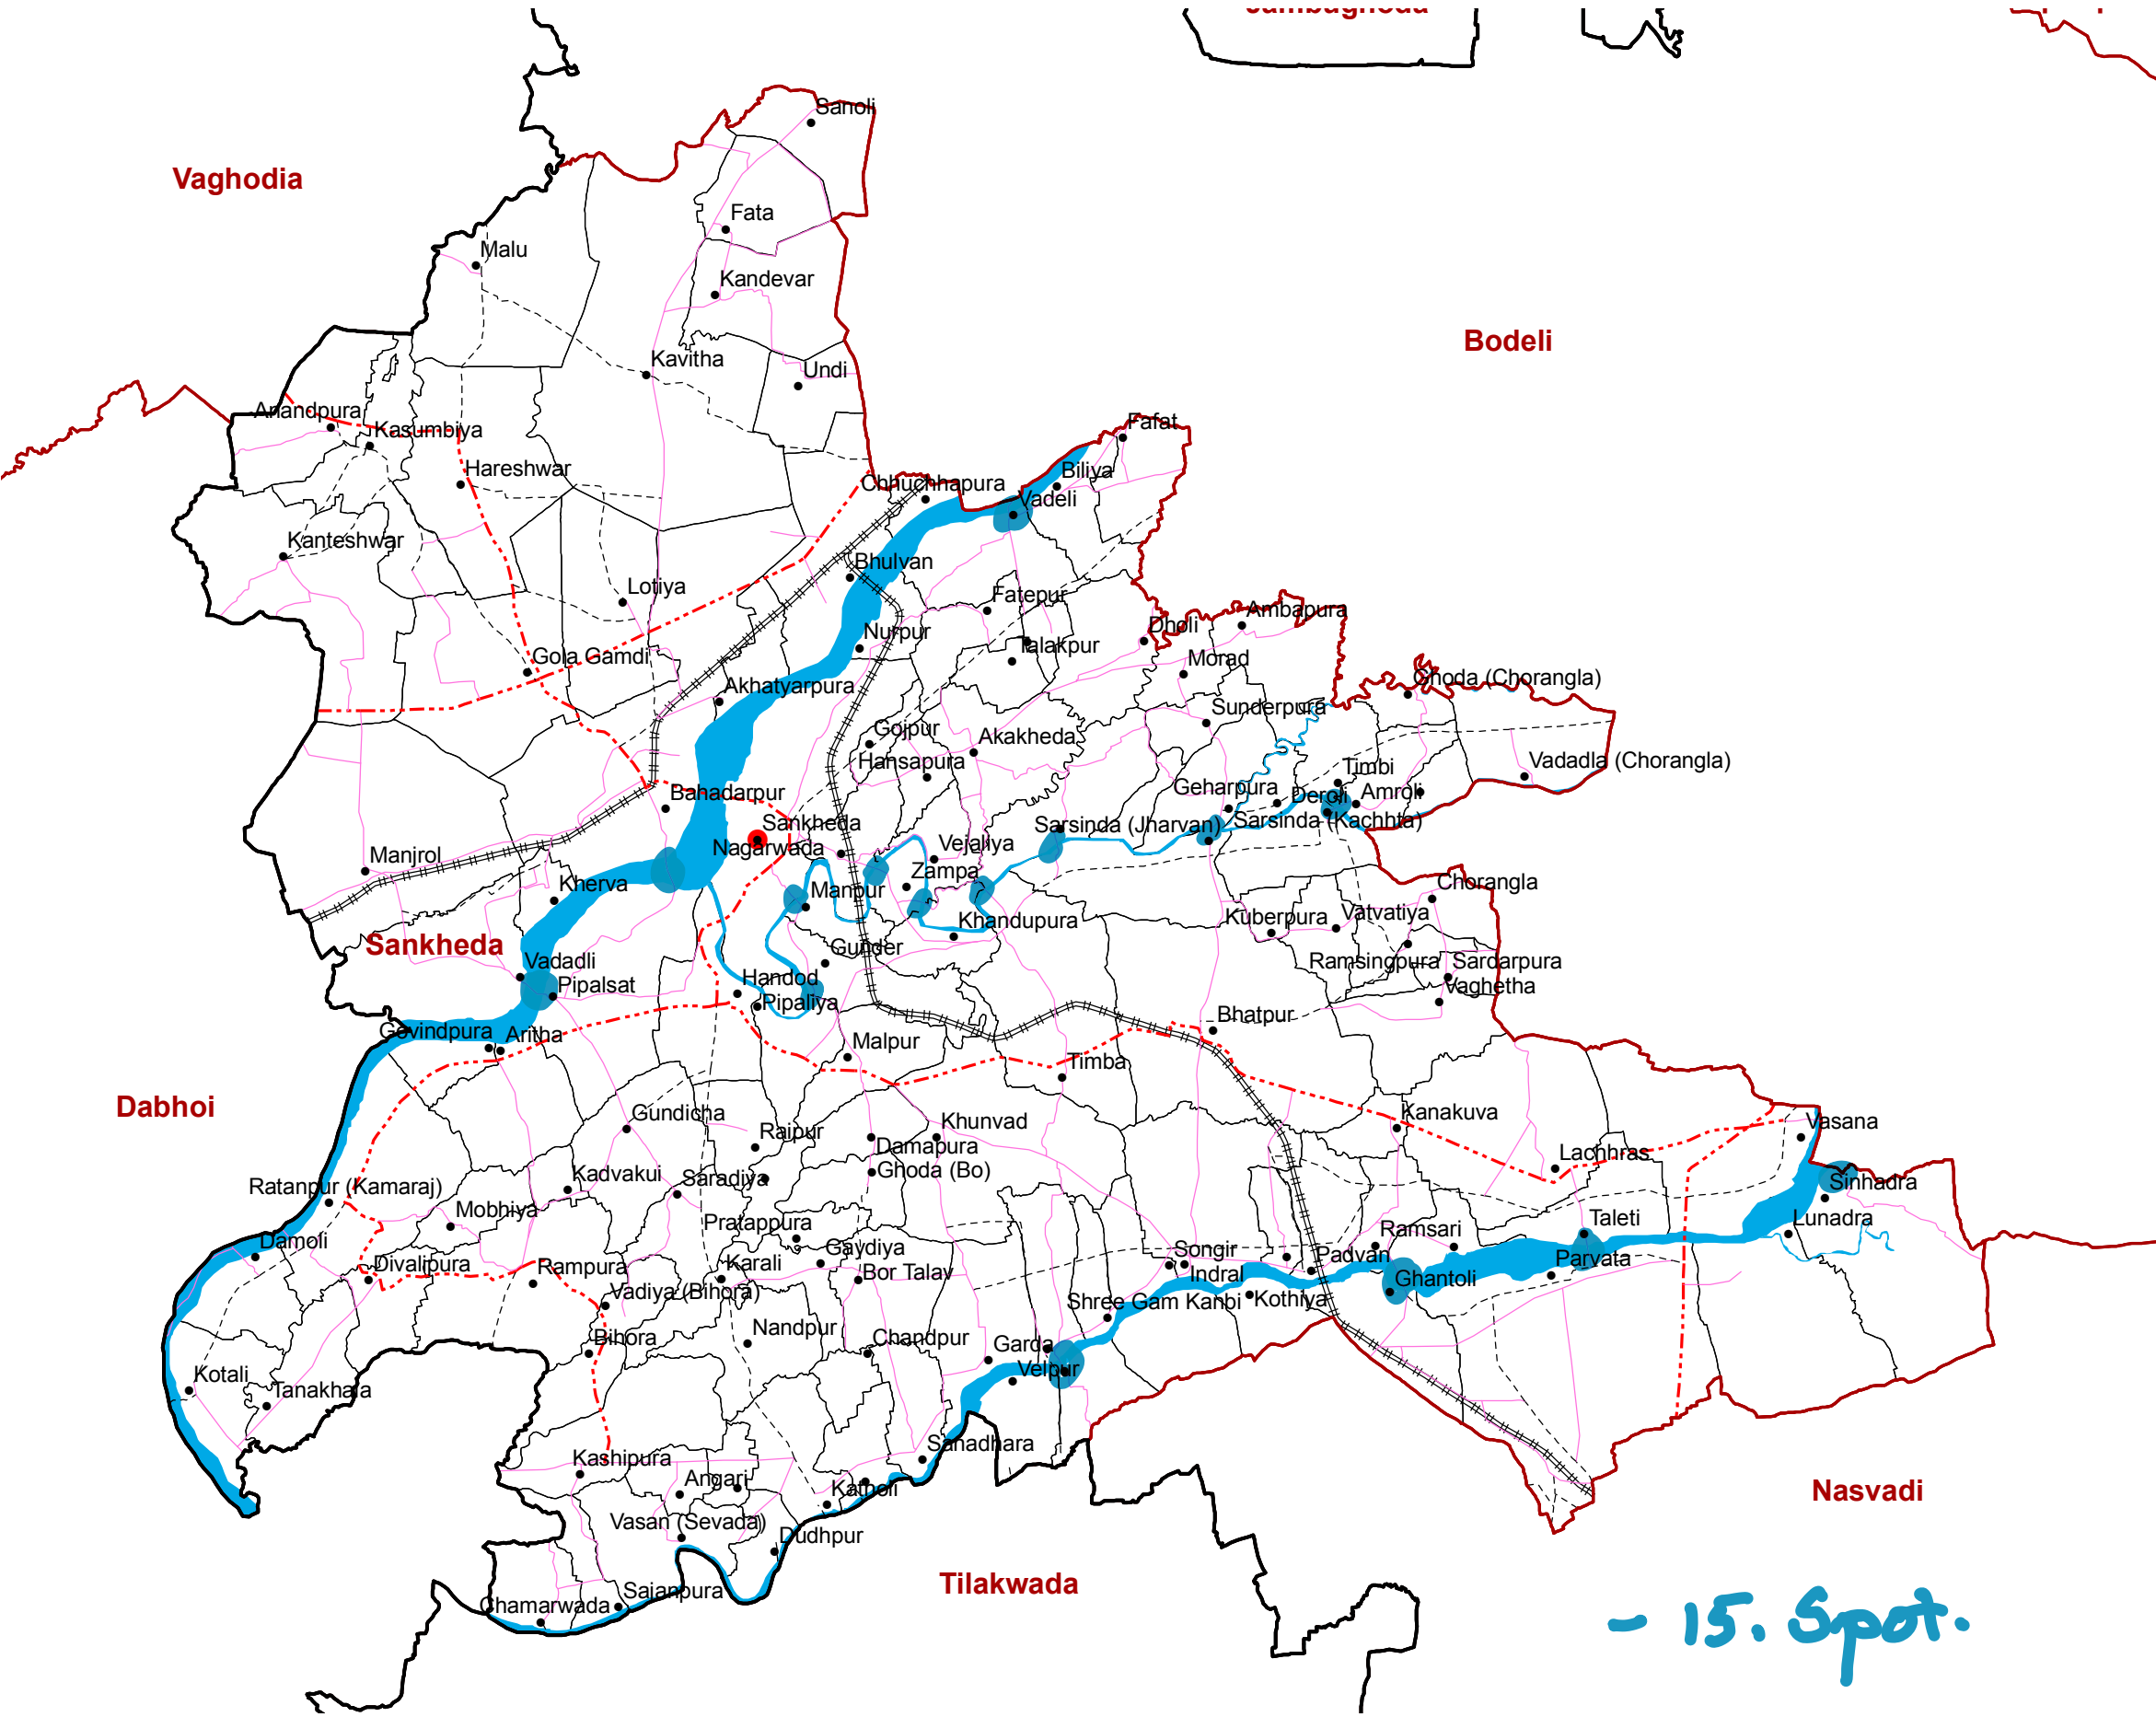 Vaghodia
Sanoli
Fata
Malu
Kandevar
Bodeli
Kavitha
Undi
Anandpura
Fafat
Kasumbiya
Hareshwar
Biliya
Chhuchhapura
Vadeli
Kanteshwar
Bhulvan
Lotiya
Fatepur
Ambapura
Nurpur
Talakpur
Dholi
Gola Gamdi
Morad
Ghoda (Chorangla)
Akhatyarpura
Sunderpura
Gojpur
Akakheda
Hansapura
Vadadla (Chorangla)
Timbi
Bahadarpur
Geharpura
Deroli
Amroli
Sankheda
Sarsinda (Jharvan)
Sarsinda (Kachhta)
Nagarwada
Vejaliya
Manjrol
Zampa
Kherva
Manpur
Chorangla
Khandupura
Kuberpura
Vatvatiya
Sankheda
Gunder
Vadadli
Ramsingpura
Sardarpura
Pipalsat
Handod
Vaghetha
Pipaliya
Bhatpur
Govindpura
Aritha
Malpur
Timba
Dabhoi
Gundicha
Kanakuva
Khunvad
Vasana
Rajpur
Damapura
Lachhras
Ghoda (Bo)
Kadvakui
Saradiya
Sinhadra
Ratanpur (Kamaraj)
Mobhiya
Pratappura
Taleti
Lunadra
Damoli
Gaydiya
Songir
Padvan
Ramsari
Divalipura
Rampura
Karali
Bor Talav
Indral
Ghantoli
Parvata
Vadiya (Bihora)
Shree Gam Kanbi
Kothiya
Bihora
Nandpur
Chandpur
Garda
Kotali
Velpur
Tanakhala
Sanadhara
Kashipura
Angari
Katholi
Nasvadi
Vasan (Sevada)
Dudhpur
Tilakwada
Sajanpura
Chamarwada
- 15. Spot.